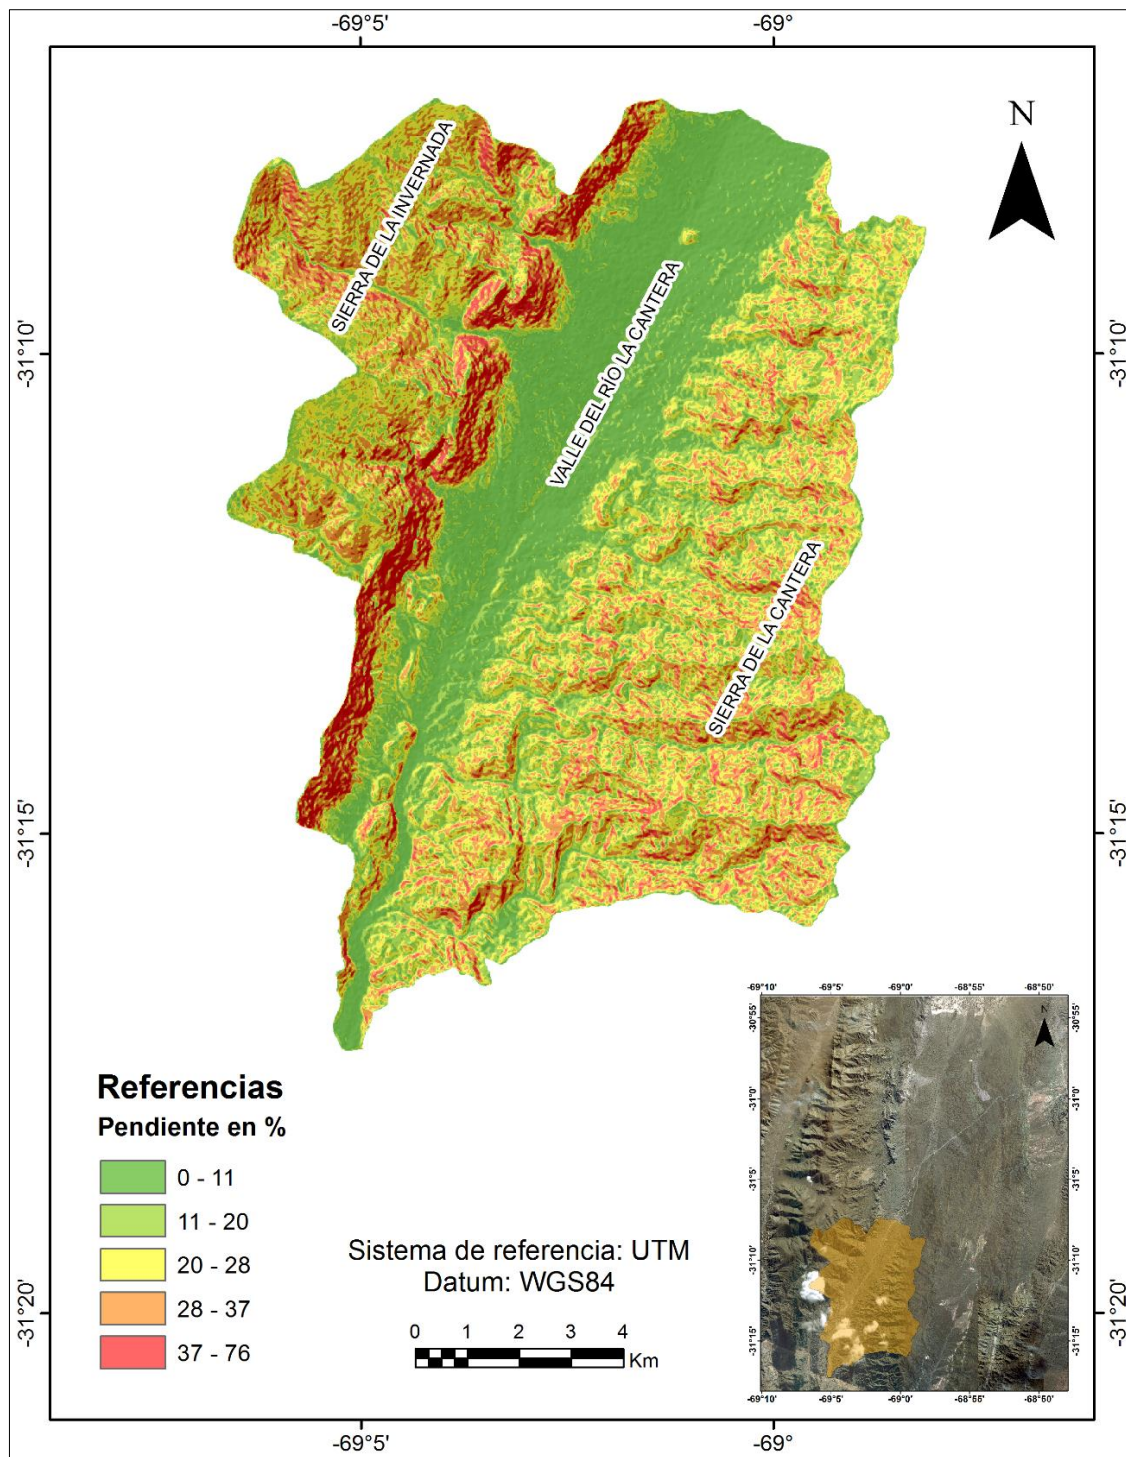 -69°5'
-69°
N
SIERRA DE LA INVERNADA
VALLE DEL RÍO LA CANTERA
-31°10'
-31°10'
SIERRA DE LA CANTERA
-31°15'
-31°15'
-69°10'
-69°5'
-69°0'
-68°55'
-68°50'
N
-30°55'
-30°55'
-31°0'
-31°0'
-31°5'
-31°5'
-31°10'
-31°10'
-31°15'
-31°15'
-69°10'
-69°5'
-69°0'
-68°55'
-68°50'
Referencias
Pendiente en %
0 - 11
11 - 20
20 - 28
28 - 37
37 - 76
Sistema de referencia: UTM
Datum: WGS84
0 1 2 3 4
Km
-31°20'
-31°20'
-69°5'
-69°